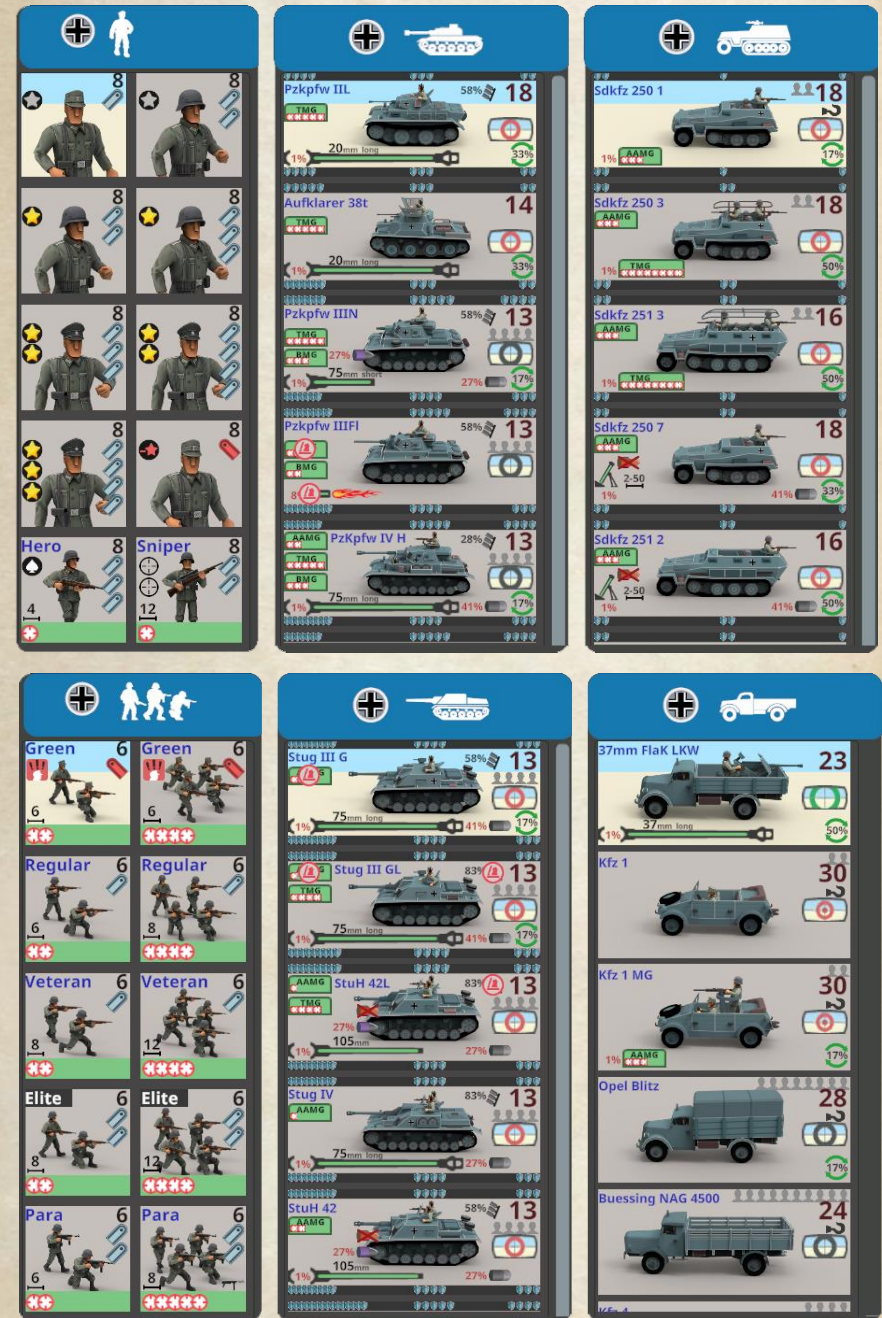 8 8
8 8
8 8
8 8
Hero 8 Sniper 8
4 12
Pzkpfw IIL 58% 18
TMG
20mm long
1% 33%
Aufklarer 38t 14
TMG
20mm long
1% 33%
Pzkpfw IIIN 58% 13
TMG
BMG 27%
75mm short
1% 27% 17%
Pzkpfw IIIFl 58% 13
BMG
8
PzKpfw IV H 28% 13
AAMG
TMG
BMG
75mm long
1% 41% 17%
Sdkfz 250 1 18
2
1% AAMG 17%
Sdkfz 250 3 18
AAMG
1% TMG 50%
Sdkfz 251 3 16
AAMG
1% TMG 50%
Sdkfz 250 7 18
AAMG
2-50
1% 41% 33%
Sdkfz 251 2 16
AAMG
2-50
1% 41% 50%
Green 6 Green 6
6 6
Regular 6 Regular 6
6 8
Veteran 6 Veteran 6
8 12
Elite 6 Elite 6
8 12
Para 6 Para 6
6 8
Stug III G 58% 13
75mm long
1% 41% 17%
Stug III GL 83% 13
TMG
75mm long
1% 41% 17%
AAMG StuH 42L 83% 13
TMG
27%
105mm
1% 27%
Stug IV 83% 13
AAMG
75mm long
1% 27%
StuH 42 58% 13
AAMG
27%
105mm
1% 27%
37mm FlaK LKW 23
37mm long
1% 50%
Kfz 1 30
2
Kfz 1 MG 30
2
1% AAMG 17%
Opel Blitz 28
2
17%
Buessing NAG 4500 24
2
Kfz 4